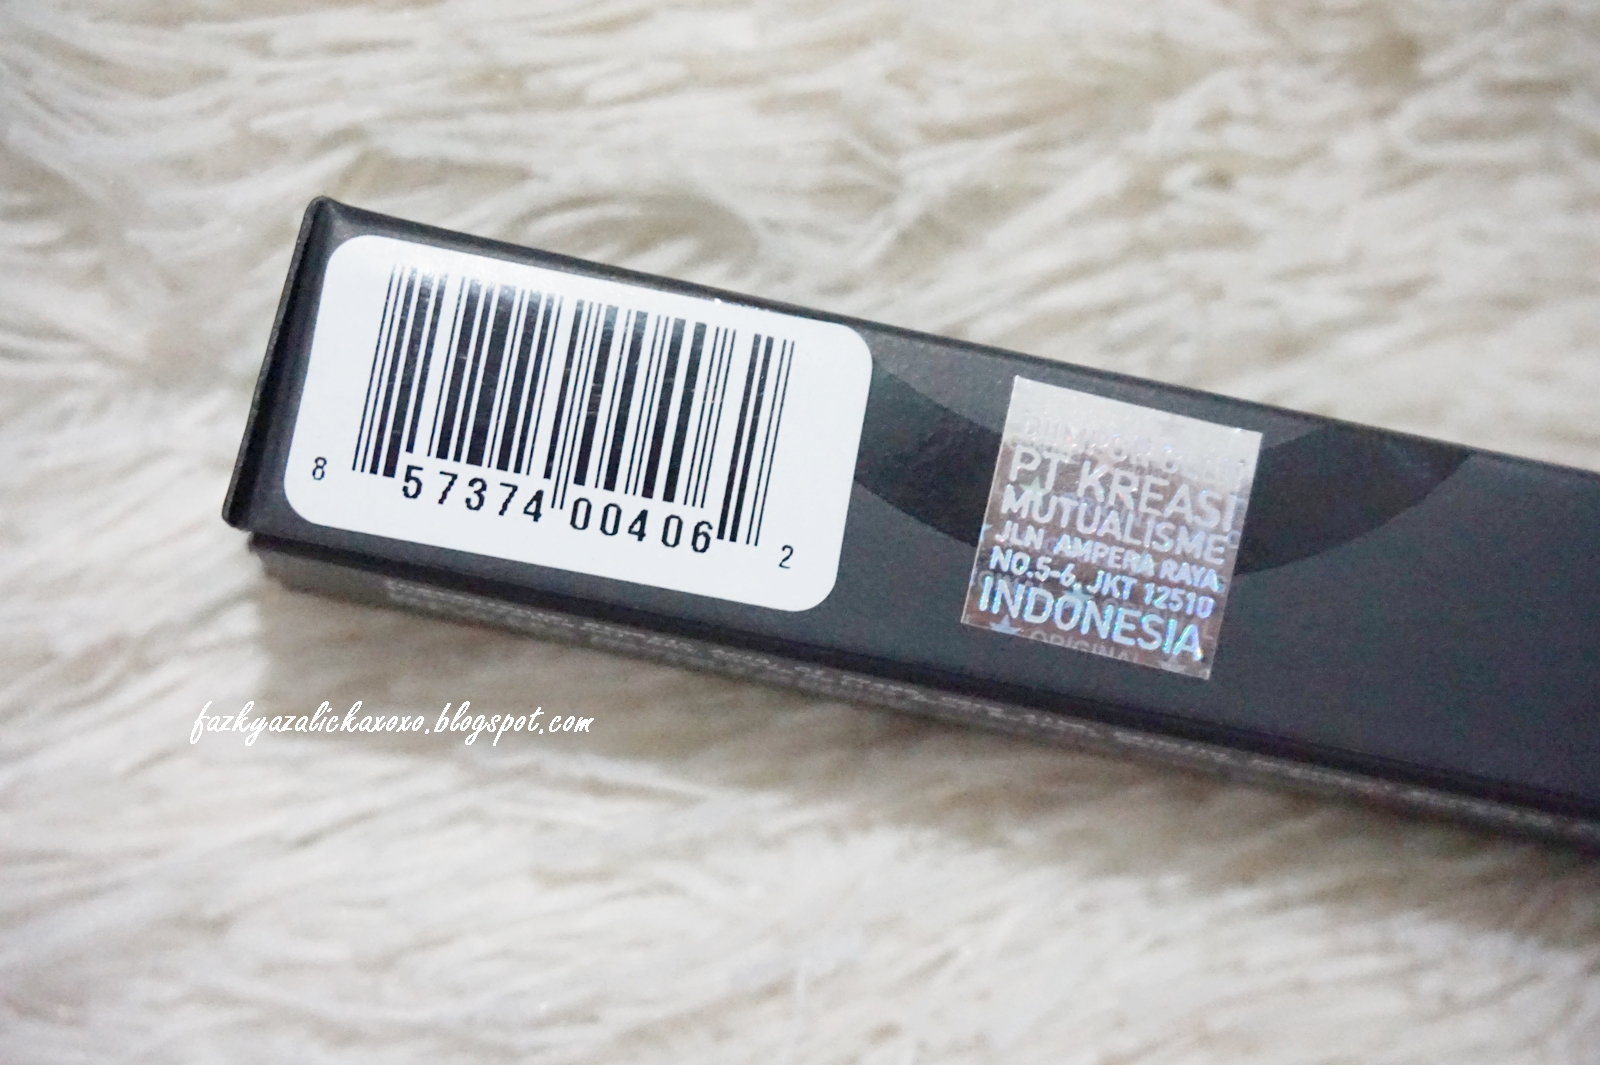 8 57374 00406 2
PT KREASI
MUTUALISME
JLN. AMPERA RAYA
NO.5-6, JKT 12510
INDONESIA
ORIGINAL
fazkyazalickaxoxo.blogspot.com